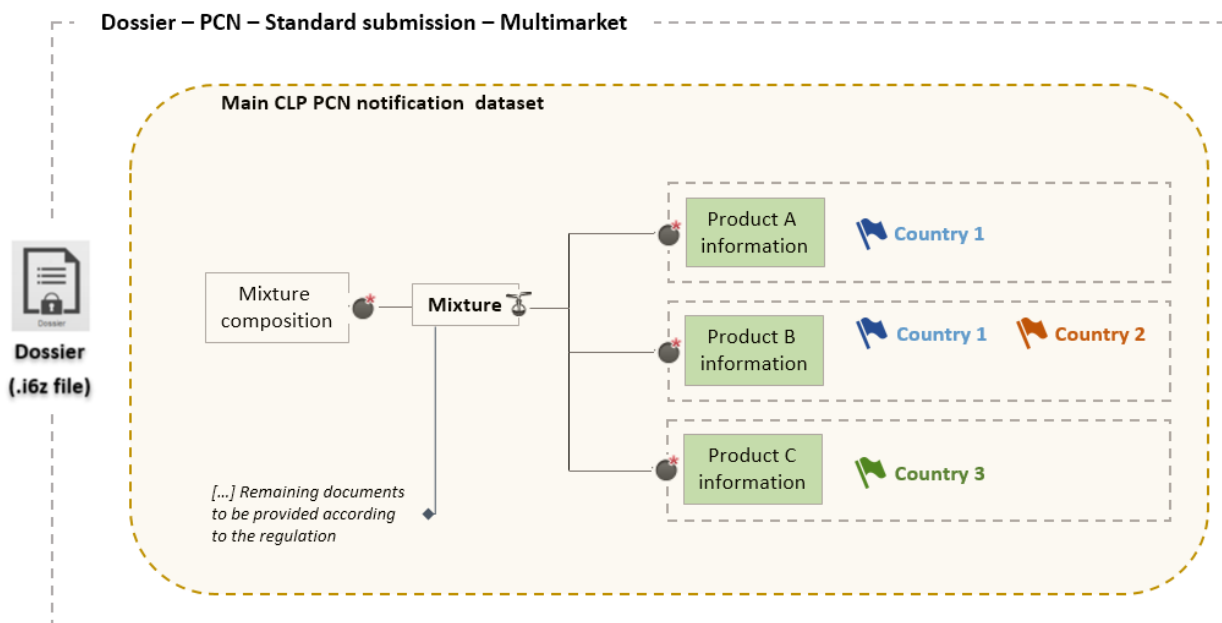 Dossier – PCN – Standard submission – Multimarket
Main CLP PCN notification dataset
Product A
information
Country 1
Mixture
composition
Mixture
Dossier
Dossier
(.i6z file)
Product B
information
Country 1
Country 2
Product C
information
Country 3
[…] Remaining documents
to be provided according
to the regulation